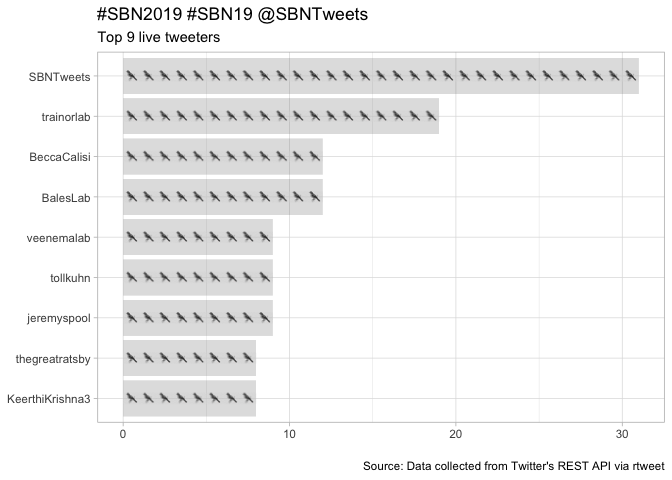 #SBN2019 #SBN19 @SBNTweets
Top 9 live tweeters
SBNTweets
trainorlab
BeccaCalisi
BalesLab
veenemalab
tollkuhn
jeremyspool
thegreatratsby
KeerthiKrishna3
0 10 20 30
Source: Data collected from Twitter's REST API via rtweet